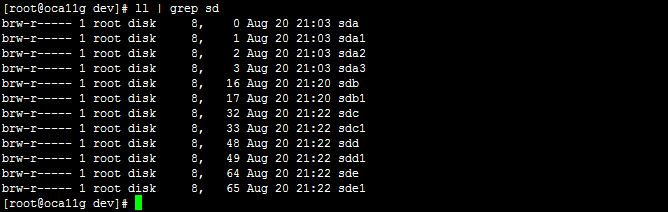 [root@oca11g dev]# ll | grep sd
brw-r----- 1 root disk     8,   0 Aug 20 21:03 sda
brw-r----- 1 root disk     8,   1 Aug 20 21:03 sda1
brw-r----- 1 root disk     8,   2 Aug 20 21:03 sda2
brw-r----- 1 root disk     8,   3 Aug 20 21:03 sda3
brw-r----- 1 root disk     8,  16 Aug 20 21:20 sdb
brw-r----- 1 root disk     8,  17 Aug 20 21:20 sdb1
brw-r----- 1 root disk     8,  32 Aug 20 21:22 sdc
brw-r----- 1 root disk     8,  33 Aug 20 21:22 sdc1
brw-r----- 1 root disk     8,  48 Aug 20 21:22 sdd
brw-r----- 1 root disk     8,  49 Aug 20 21:22 sdd1
brw-r----- 1 root disk     8,  64 Aug 20 21:22 sde
brw-r----- 1 root disk     8,  65 Aug 20 21:22 sde1
[root@oca11g dev]#